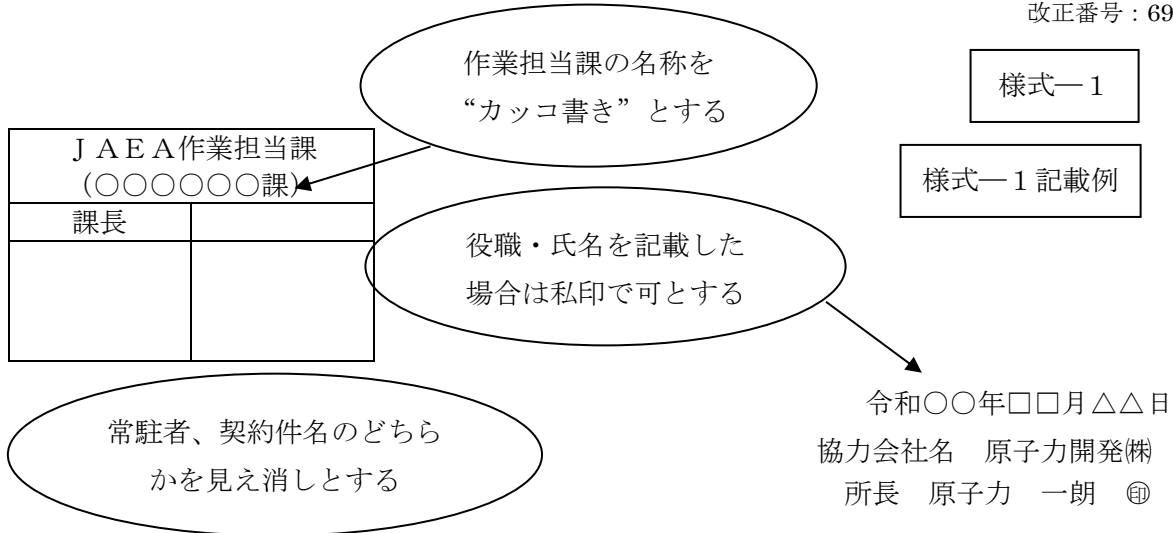 改正番号：69
様式―１
様式―１記載例
作業担当課の名称を
“カッコ書き”とする
ＪＡＥＡ作業担当課
（○○○○○○課）
課長
役職・氏名を記載した
場合は私印で可とする
常駐者、契約件名のどちら
かを見え消しとする
令和○○年□□月△△日
協力会社名　原子力開発㈱
所長　原子力　一朗　㊞